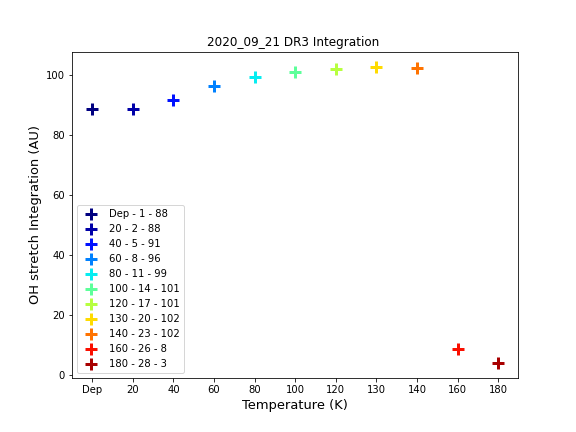 2020_09_21 DR3 Integration
OH stretch Integration (AU)
100
80
60
40
20
0
Dep - 1 - 88
20 - 2 - 88
40 - 5 - 91
60 - 8 - 96
80 - 11 - 99
100 - 14 - 101
120 - 17 - 101
130 - 20 - 102
140 - 23 - 102
160 - 26 - 8
180 - 28 - 3
Dep 20 40 60 80 100 120 130 140 160 180
Temperature (K)